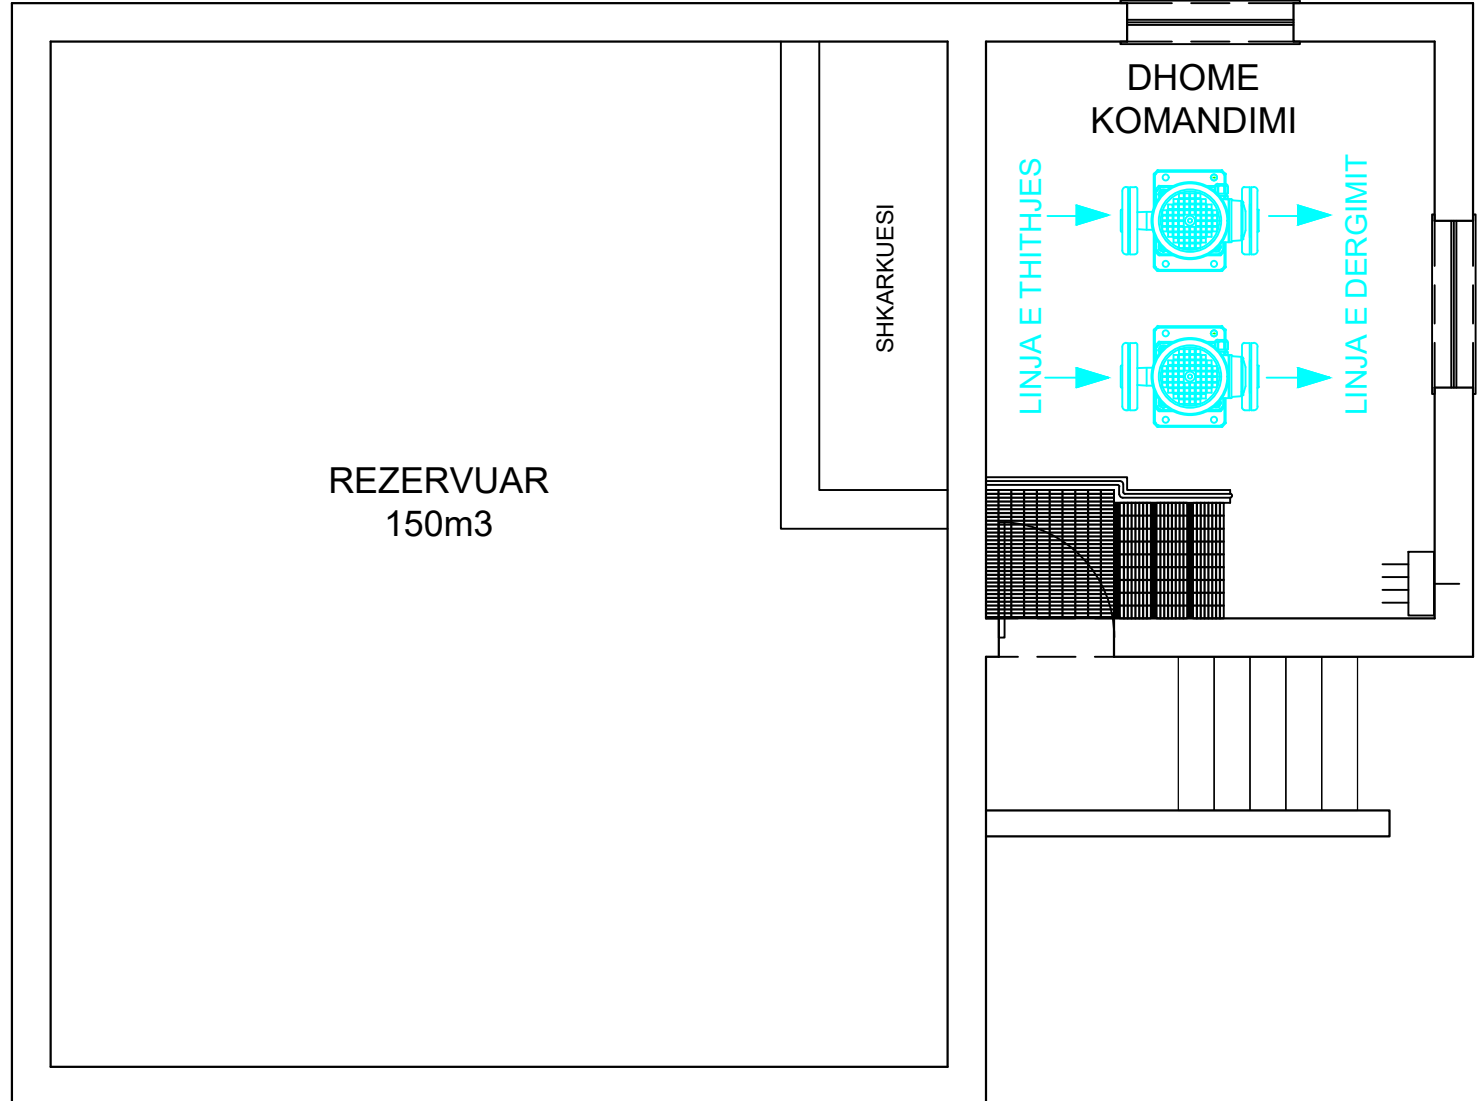 DHOME
KOMANDIMI
LINJA E THITHJES
LINJA E DERGIMIT
SHKARKUESI
REZERVUAR
150m3